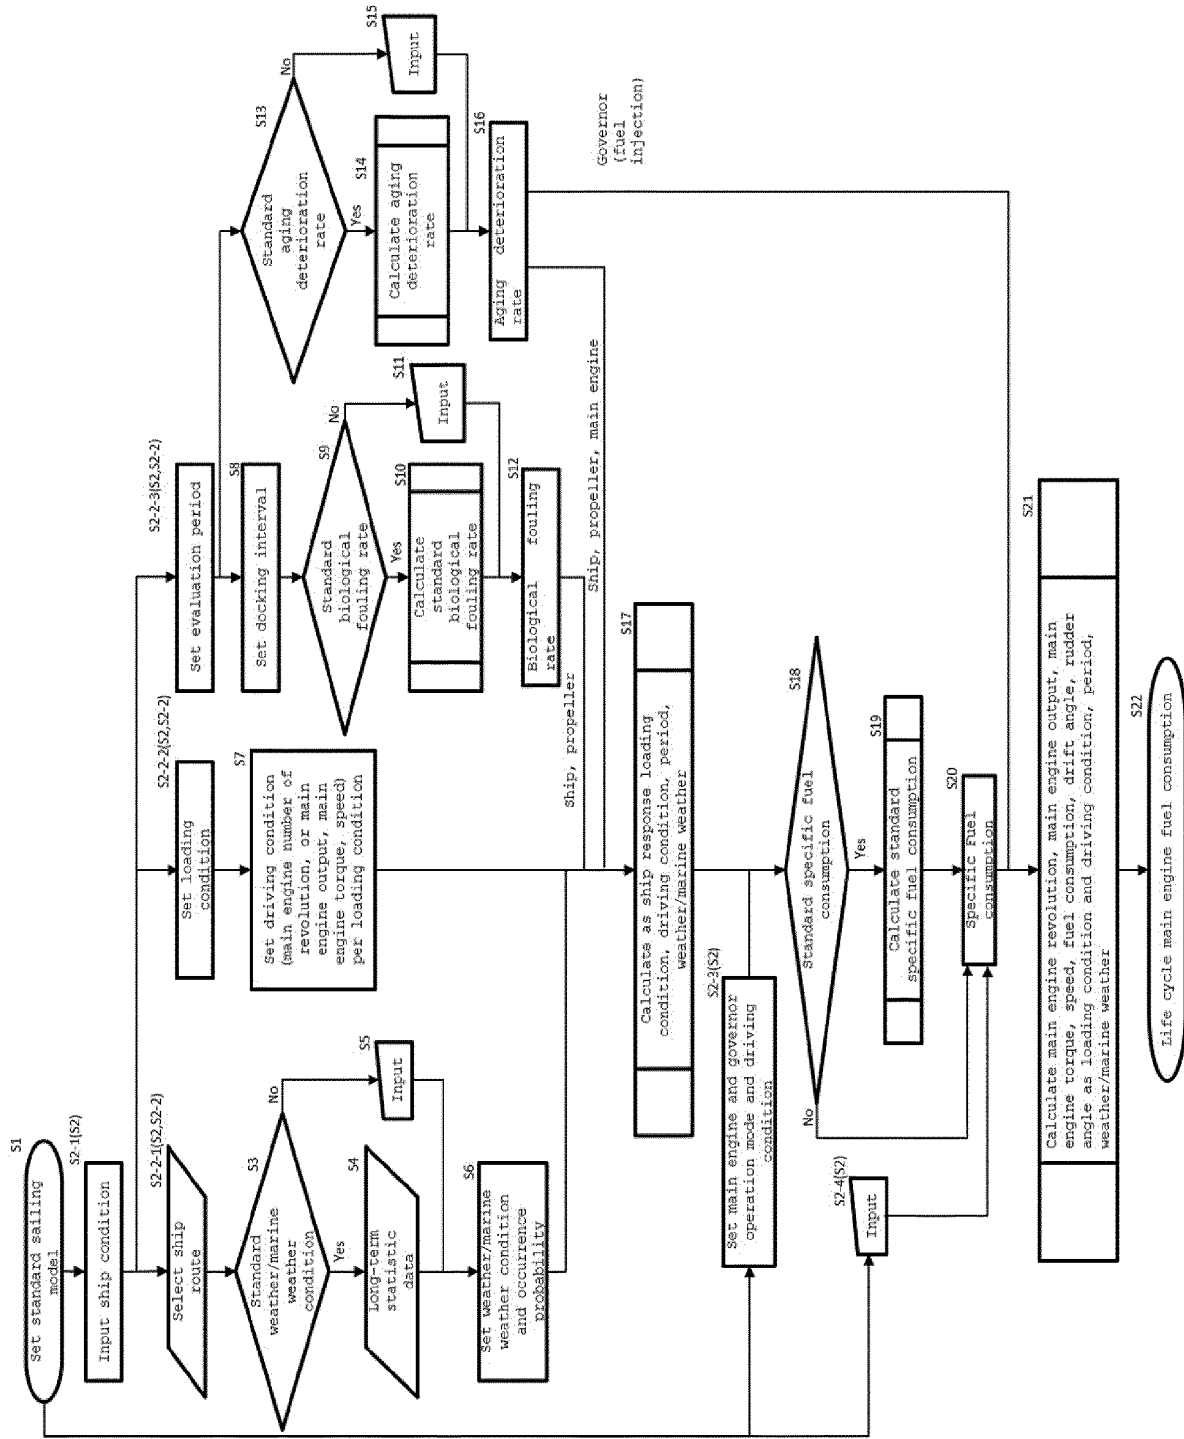 S1
Set standard sailing
model
S2-1(S2)
Input ship condition
S2-2-1(S2,S2-2)
Select ship
route
S3
Standard
weather/marine
weather
condition
No
Yes
S4
Long-term
statistic
data
S5
Input
S6
Set weather/marine
weather condition
and occurrence
probability
S2-2-2(S2,S2-2)
Set loading
condition
S7
Set driving condition
(main engine number of
revolution, or main
engine output, main
engine torque, speed)
per loading condition
S2-2-3(S2,S2-2)
Set evaluation period
S8
Set docking interval
S9
Standard
biological
fouling rate
No
Yes
S10
Calculate
standard
biological
fouling rate
S11
Input
S12
Biological fouling
rate
Ship, propeller
S13
Standard
aging
deterioration
rate
No
Yes
S14
Calculate aging
deterioration
rate
S15
Input
S16
Aging deterioration
rate
Ship, propeller, main engine
Governor
(fuel
injection)
S17
Calculate as ship response loading
condition, driving condition, period,
weather/marine weather
S2-3(S2)
Set main engine and governor
operation mode and driving
condition
S18
Standard specific fuel
consumption
No
Yes
S19
Calculate standard
specific fuel consumption
S2-4(S2)
Input
S20
Specific Fuel
consumption
S21
Calculate main engine revolution, main engine output, main
engine torque, speed, fuel consumption, drift angle, rudder
angle as loading condition and driving condition, period,
weather/marine weather
S22
Life cycle main engine fuel consumption